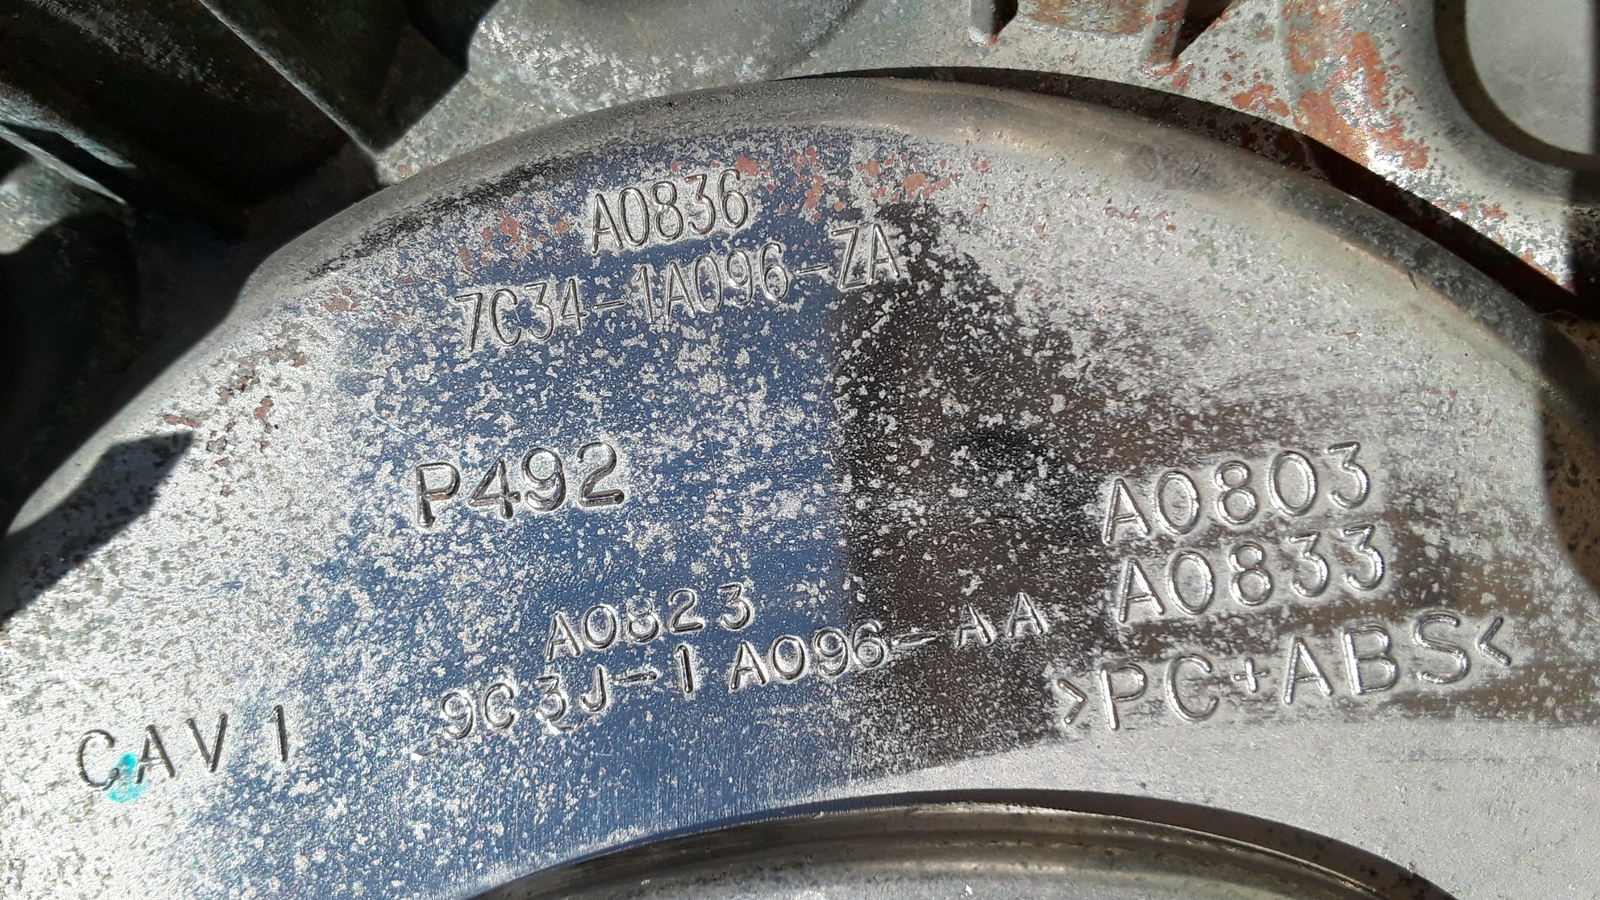 A0836
7C34-1A096-ZA
P492
A0803
A0833
A0823
9C3J-1A096-AA
>PC+ABS<
CAV 1